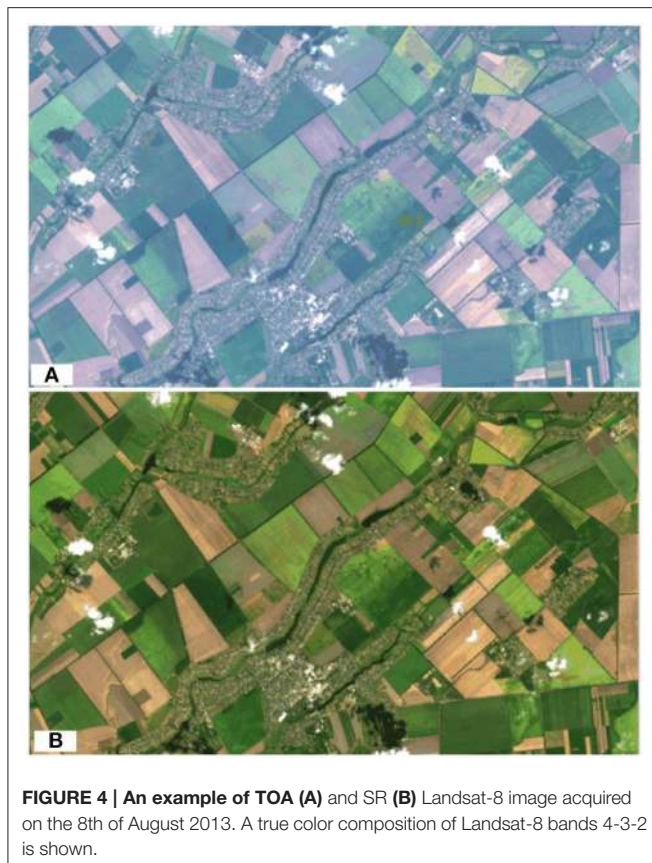 A
B
FIGURE 4 | An example of TOA (A) and SR (B) Landsat-8 image acquired
on the 8th of August 2013. A true color composition of Landsat-8 bands 4-3-2
is shown.